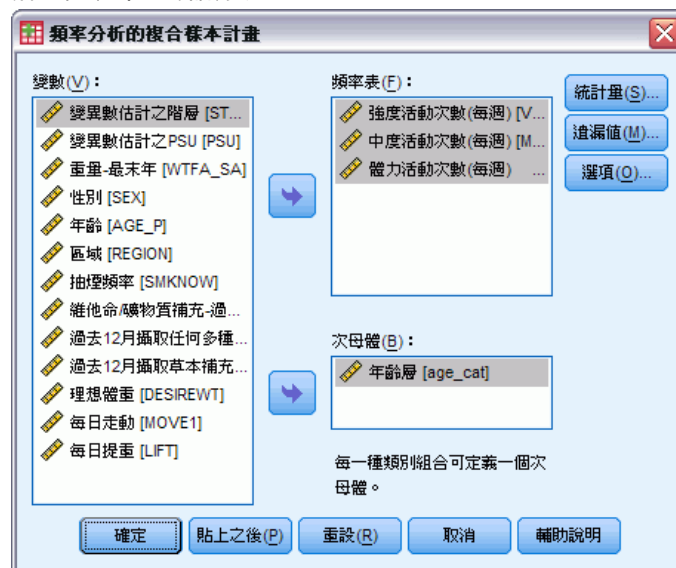 頻率分析的複合樣本計畫
變數(V)：
變異數估計之階層 [ST...
變異數估計之PSU [PSU]
重量-最末年 [WTFA_SA]
性別 [SEX]
年齡 [AGE_P]
區域 [REGION]
抽煙頻率 [SMKNOW]
維他命/礦物質補充-過...
過去12月攝取任何多種...
過去12月攝取草本補充...
理想體重 [DESIREWT]
每日走動 [MOVE1]
每日提重 [LIFT]
頻率表(F)：
強度活動次數(每週) [V...
中度活動次數(每週) [M...
體力活動次數(每週) ...
次母體(B)：
年齡層 [age_cat]
每一種類別組合可定義一個次
母體。
統計量(S)...
遺漏值(M)...
選項(O)...
確定
貼上之後(P)
重設(R)
取消
輔助說明